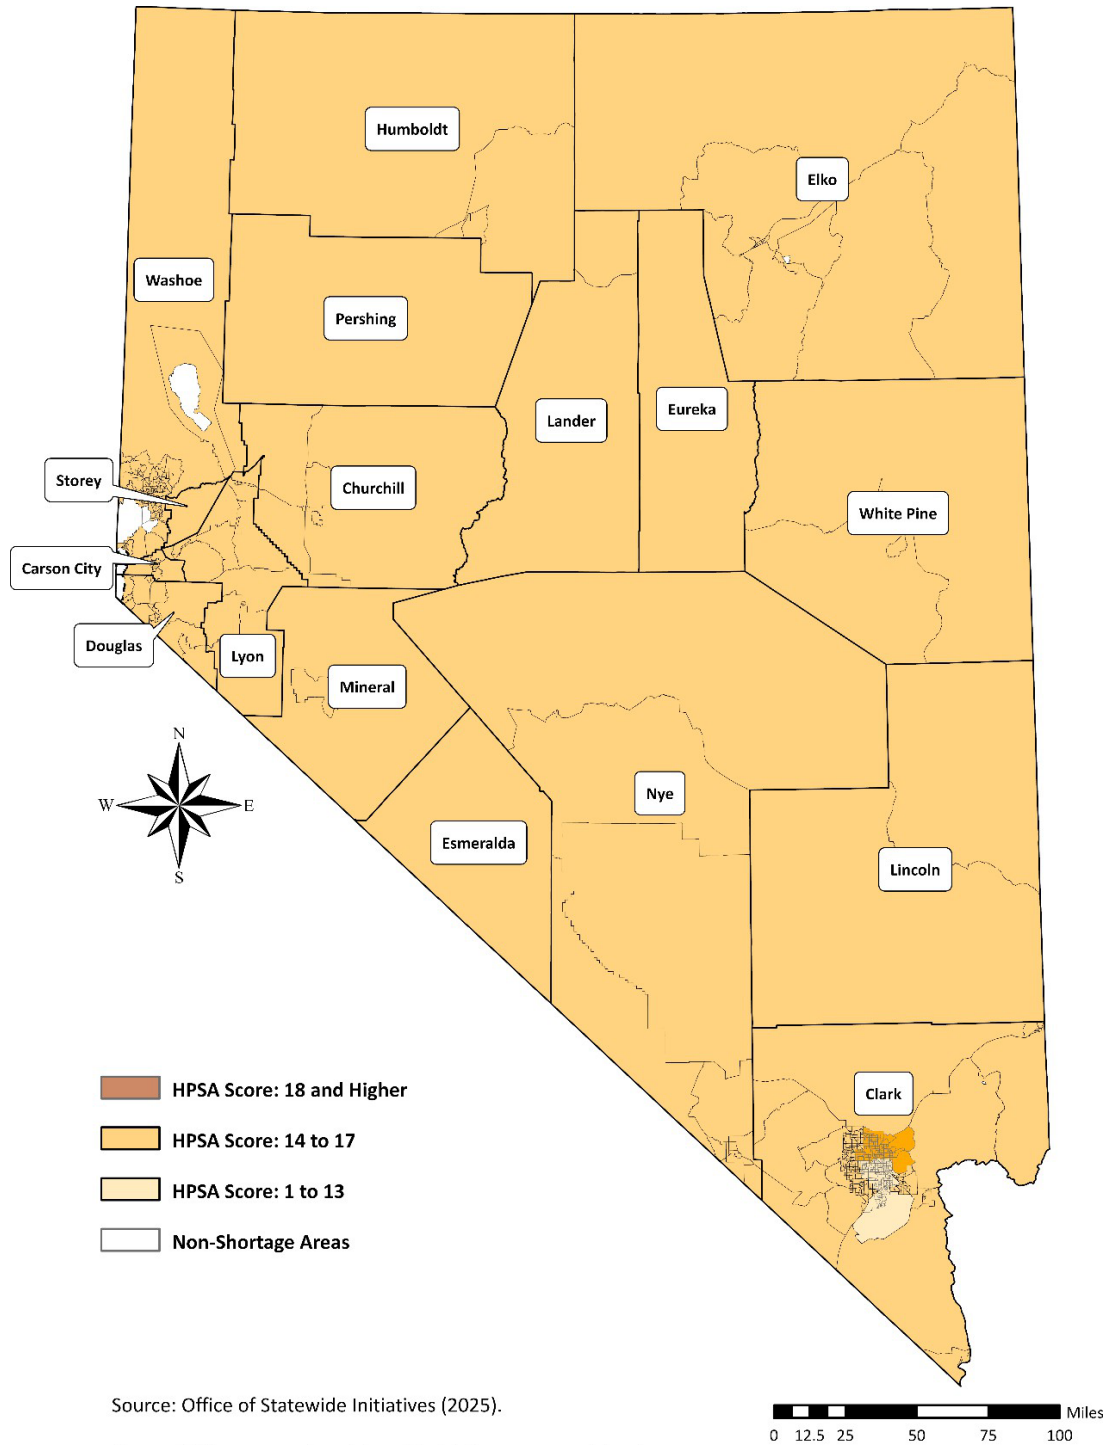 Humboldt
Elko
Washoe
Pershing
Lander
Eureka
Storey
Churchill
White Pine
Carson City
Douglas
Lyon
Mineral
N
W
E
S
Nye
Esmeralda
Lincoln
Clark
HPSA Score: 18 and Higher
HPSA Score: 14 to 17
HPSA Score: 1 to 13
Non-Shortage Areas
Source: Office of Statewide Initiatives (2025).
Miles
0 12.5 25 50 75 100